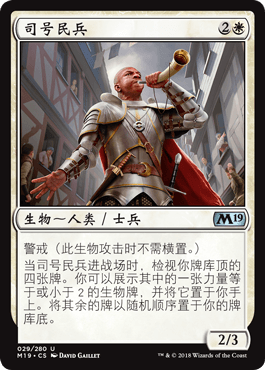 司号民兵 2
生物～人类 / 士兵 M19
警戒（此生物攻击时不需横置。）
当司号民兵进战场时，检视你牌库顶的
四张牌。你可以展示其中的一张力量等
于或小于 2 的生物牌，并将它置于你手
上。将其余的牌以随机顺序置于你的牌
库底。
2/3
029/280 U
M19 • CS DAVID GAILLET
™ & © 2018 Wizards of the Coast